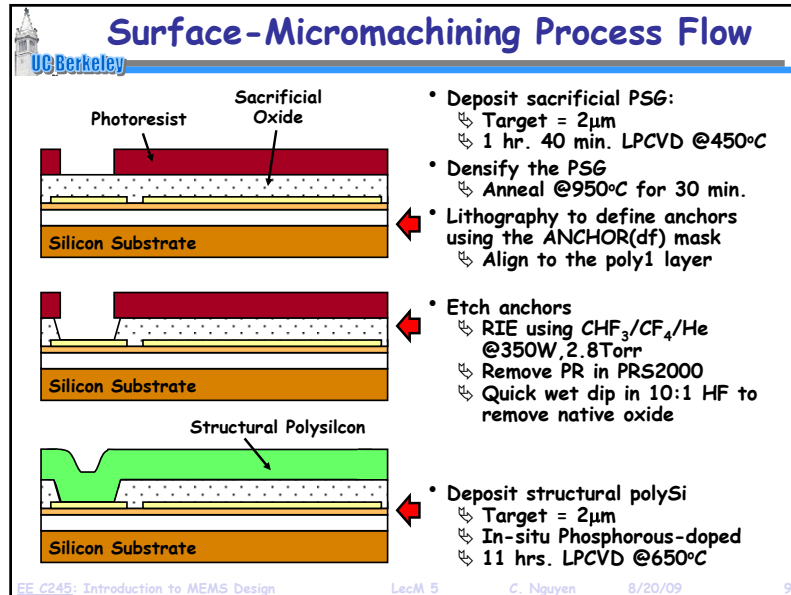 Surface-Micromachining Process Flow
UC Berkeley
Photoresist
Sacrificial
Oxide
Silicon Substrate
• Deposit sacrificial PSG:
↳ Target = 2μm
↳ 1 hr. 40 min. LPCVD @450°C
• Densify the PSG
↳ Anneal @950°C for 30 min.
• Lithography to define anchors
using the ANCHOR(df) mask
↳ Align to the poly1 layer
Silicon Substrate
• Etch anchors
↳ RIE using CHF₃/CF₄/He
@350W,2.8Torr
↳ Remove PR in PRS2000
↳ Quick wet dip in 10:1 HF to
remove native oxide
Structural Polysilcon
Silicon Substrate
• Deposit structural polySi
↳ Target = 2μm
↳ In-situ Phosphorous-doped
↳ 11 hrs. LPCVD @650°C
EE C245: Introduction to MEMS Design LecM 5 C. Nguyen 8/20/09 9